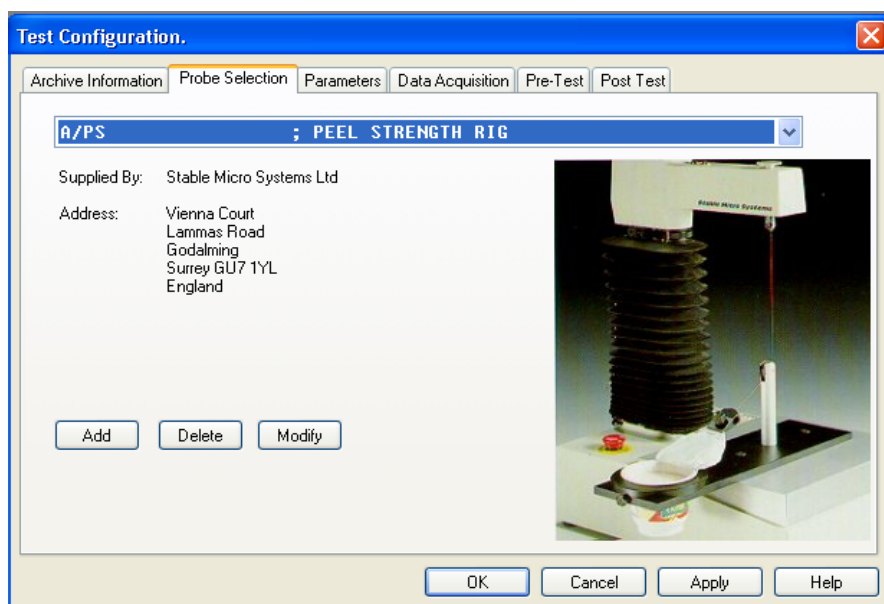 Test Configuration.
Archive Information
Probe Selection
Parameters
Data Acquisition
Pre-Test
Post Test
A/PS ; PEEL STRENGTH RIG
Supplied By: Stable Micro Systems Ltd
Address: Vienna Court
Lammas Road
Godalming
Surrey GU7 1YL
England
Stable Micro Systems
Add
Delete
Modify
OK
Cancel
Apply
Help